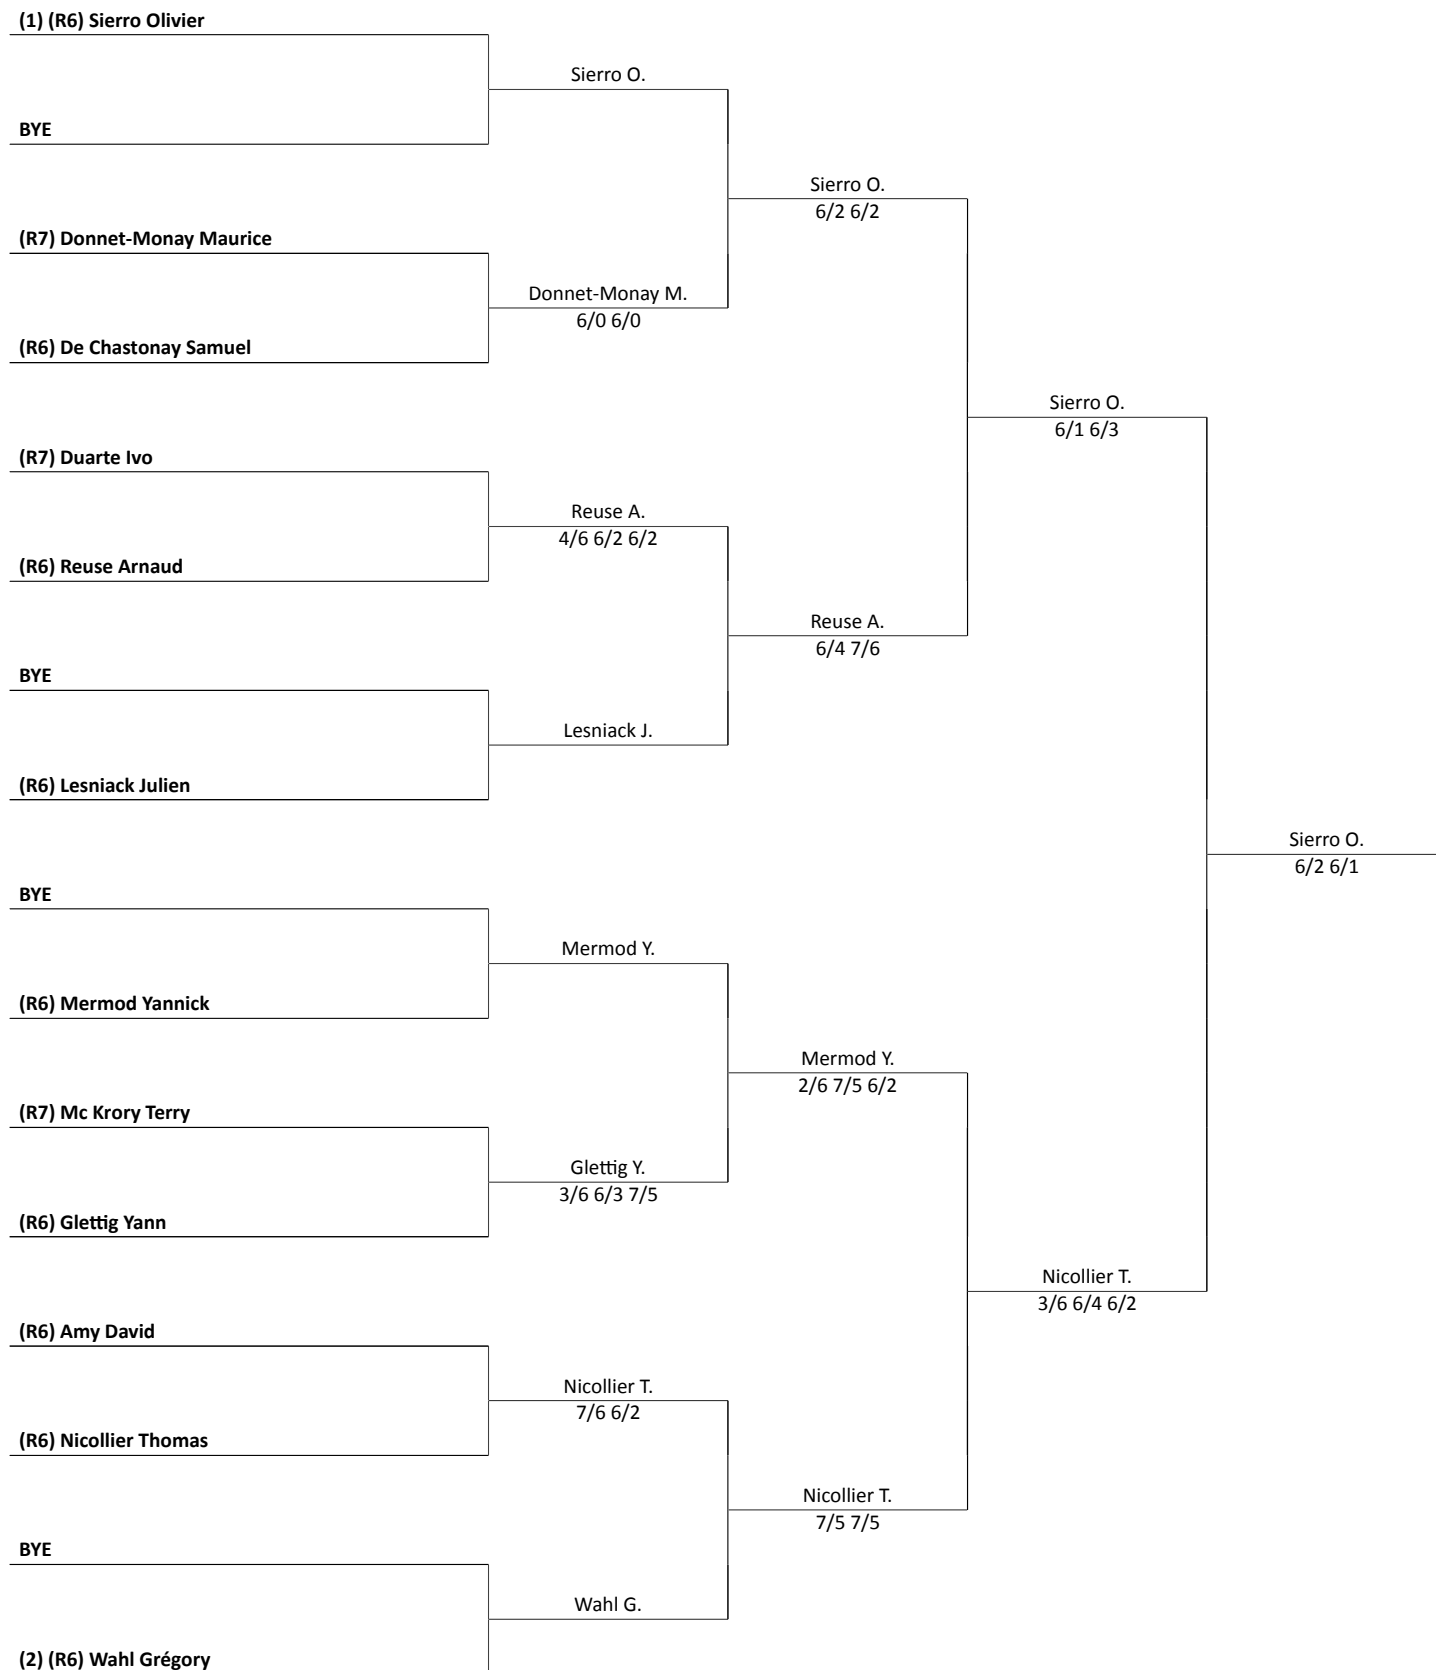 (1) (R6) Sierro Olivier
Sierro O.
BYE
Sierro O.
6/2 6/2
(R7) Donnet-Monay Maurice
Donnet-Monay M.
6/0 6/0
(R6) De Chastonay Samuel
Sierro O.
6/1 6/3
(R7) Duarte Ivo
Reuse A.
4/6 6/2 6/2
(R6) Reuse Arnaud
Reuse A.
6/4 7/6
BYE
Lesniack J.
(R6) Lesniack Julien
Sierro O.
6/2 6/1
BYE
Mermod Y.
(R6) Mermod Yannick
Mermod Y.
2/6 7/5 6/2
(R7) Mc Krory Terry
Glettig Y.
3/6 6/3 7/5
(R6) Glettig Yann
Nicollier T.
3/6 6/4 6/2
(R6) Amy David
Nicollier T.
7/6 6/2
(R6) Nicollier Thomas
Nicollier T.
7/5 7/5
BYE
Wahl G.
(2) (R6) Wahl Grégory